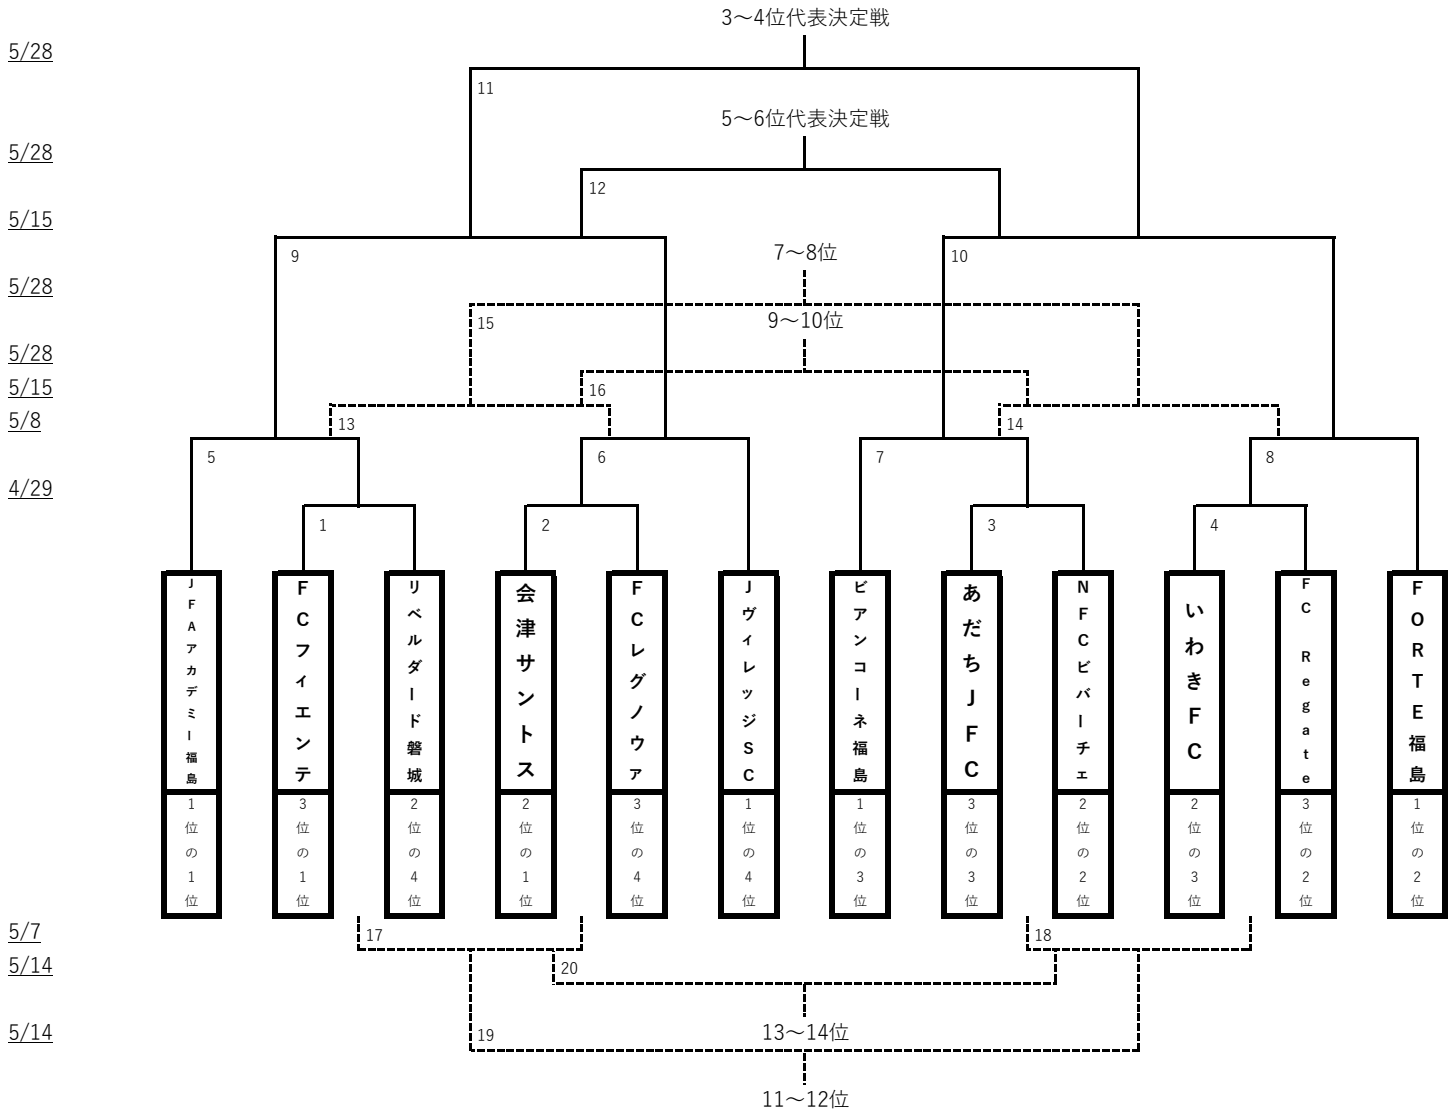 3～4位代表決定戦
5/28
11
5～6位代表決定戦
5/28
12
5/15
9
7～8位
10
5/28
15
9～10位
5/28
5/15
16
5/8
13
14
5
6
7
8
4/29
1
2
3
4
JFAアカデミー福島
FCフィエンテ
リベルダード磐城
会津サントス
FCレグノウァ
JヴィレッジSC
ビアンコーネ福島
あだちJFC
NFCビバーチェ
いわきFC
FC Regate
FORTE福島
1位の1位
3位の1位
2位の4位
2位の1位
3位の4位
1位の4位
1位の3位
3位の3位
2位の2位
2位の3位
3位の2位
1位の2位
5/7
17
18
5/14
20
5/14
19
13～14位
11～12位